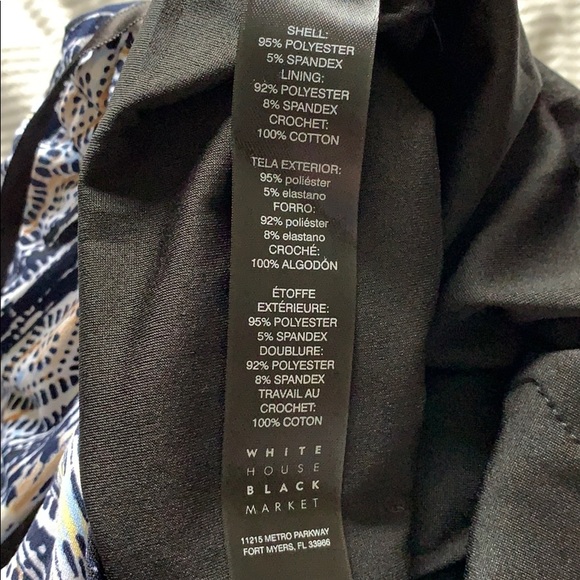 SHELL:
95% POLYESTER
5% SPANDEX
LINING:
92% POLYESTER
8% SPANDEX
CROCHET:
100% COTTON
TELA EXTERIOR:
95% poliéster
5% elastano
FORRO:
92% poliéster
8% elastano
CROCHÉ:
100% ALGODÓN
ÉTOFFE
EXTÉRIEURE:
95% POLYESTER
5% SPANDEX
DOUBLURE:
92% POLYESTER
8% SPANDEX
TRAVAIL AU
CROCHET:
100% COTON
WHITE
HOUSE
BLACK
MARKET
11215 METRO PARKWAY
FORT MYERS, FL 33966